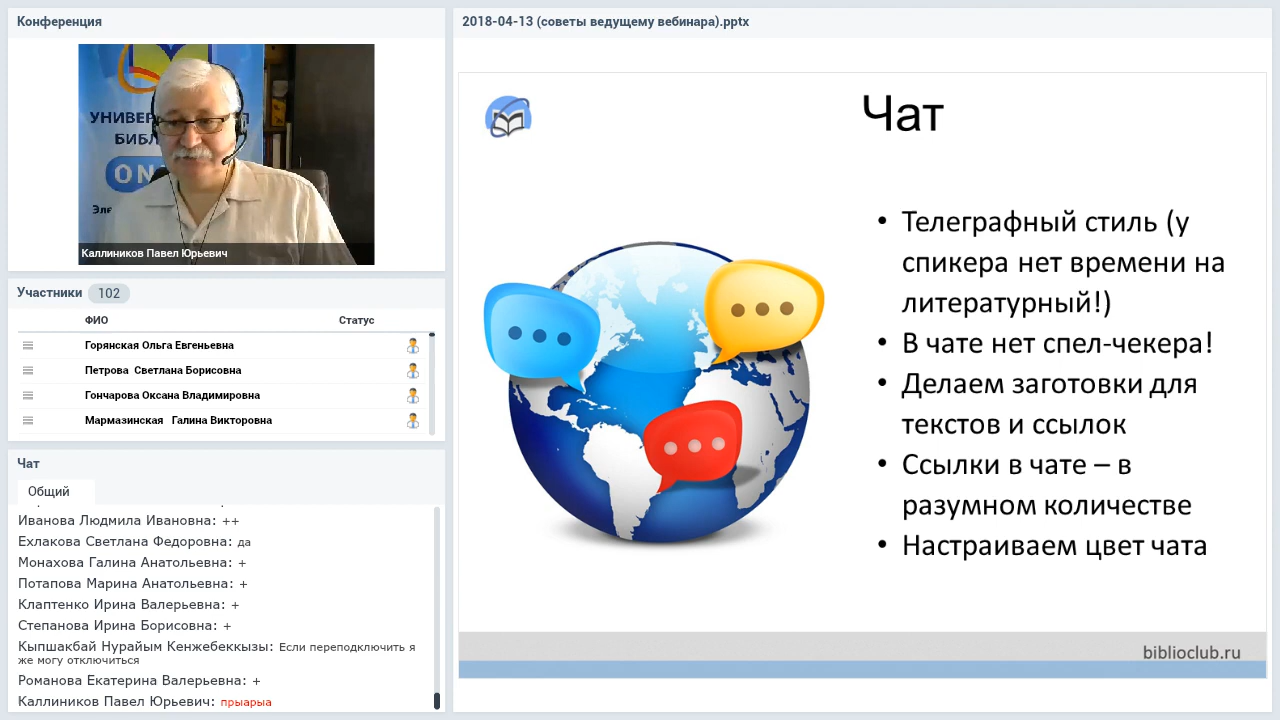 Конференция
УНИВЕР
БИБЛ
ON
Эле
Каллиников Павел Юрьевич
Участники 102
ФИО Статус
Горянская Ольга Евгеньевна
Петрова Светлана Борисовна
Гончарова Оксана Владимировна
Мармазинская Галина Викторовна
Чат
Общий
Иванова Людмила Ивановна: ++
Ехлакова Светлана Федоровна: да
Монахова Галина Анатольевна: +
Потапова Марина Анатольевна: +
Клаптенко Ирина Валерьевна: +
Степанова Ирина Борисовна: +
Кыпшакбай Нурайым Кенжебеккызы: Если переподключить я
же могу отключиться
Романова Екатерина Валерьевна: +
Каллиников Павел Юрьевич: прыарыа
2018-04-13 (советы ведущему вебинара).pptx
Чат
• Телеграфный стиль (у
спикера нет времени на
литературный!)
• В чате нет спел-чекера!
• Делаем заготовки для
текстов и ссылок
• Ссылки в чате – в
разумном количестве
• Настраиваем цвет чата
biblioclub.ru